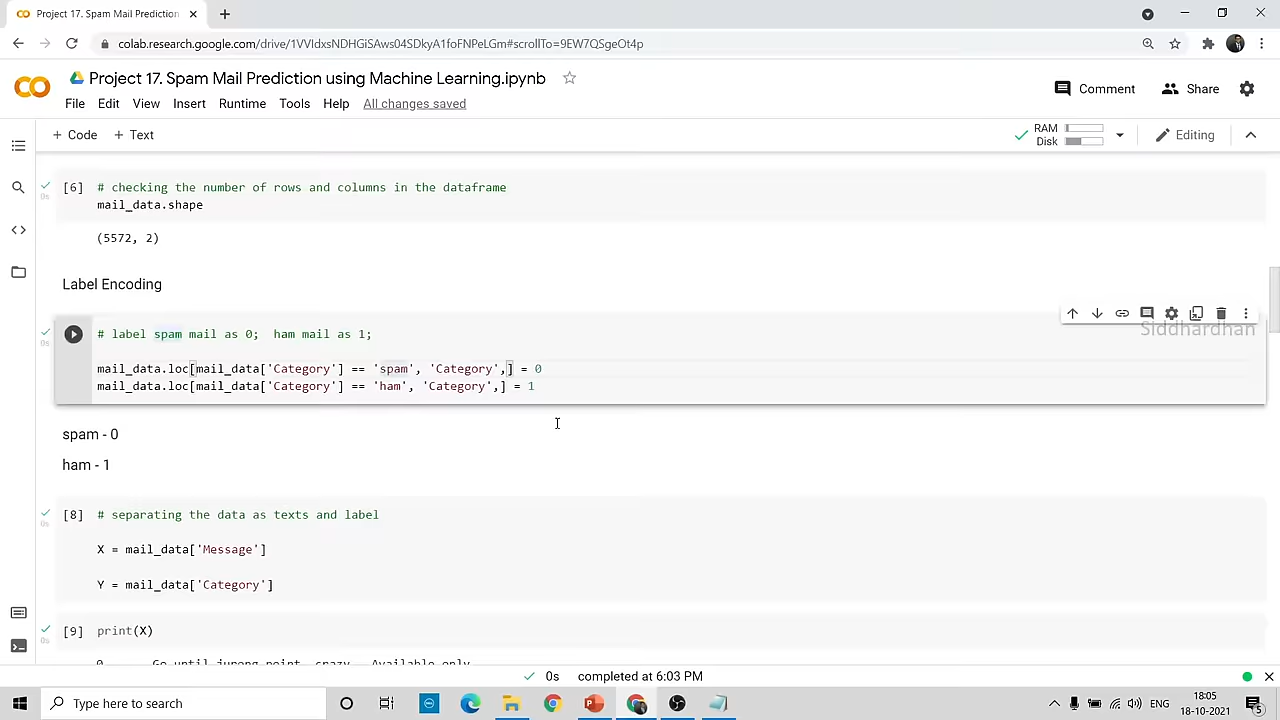 Project 17. Spam Mail Prediction
colab.research.google.com/drive/1VVIdxsNDHGiSAws04SDkyA1foFNPeLGm#scrollTo=9EW7QSgeOt4p
CO
Project 17. Spam Mail Prediction using Machine Learning.ipynb
Comment
Share
File Edit View Insert Runtime Tools Help All changes saved
+ Code + Text
RAM
Disk
Editing
[6] # checking the number of rows and columns in the dataframe
0s
mail_data.shape
(5572, 2)
Label Encoding
Siddhardhan
# label spam mail as 0;  ham mail as 1;
0s
mail_data.loc[mail_data['Category'] == 'spam', 'Category',] = 0
mail_data.loc[mail_data['Category'] == 'ham', 'Category',] = 1
spam - 0
ham - 1
[8] # separating the data as texts and label
0s
X = mail_data['Message']
Y = mail_data['Category']
[9] print(X)
0s
0 Go until jurong point, crazy.. Available only
0s completed at 6:03 PM
Type here to search
ENG
18:05
18-10-2021
5